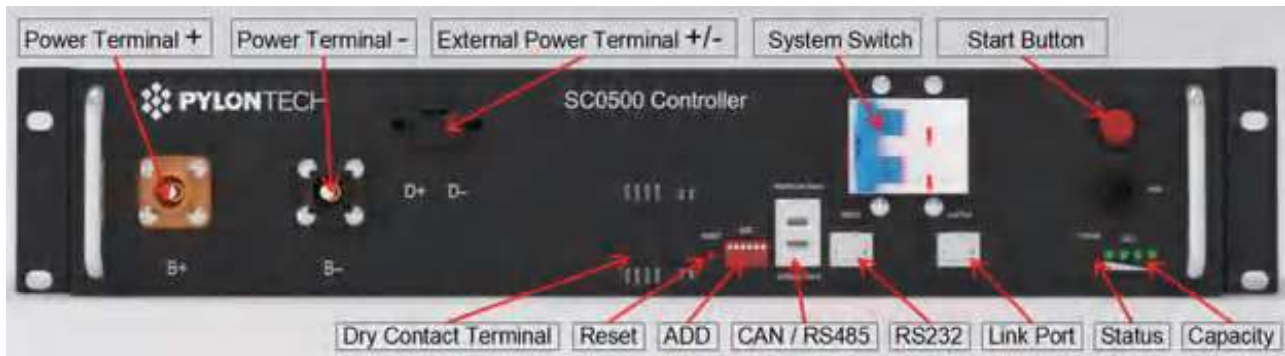 Power Terminal +
Power Terminal -
External Power Terminal +/-
System Switch
Start Button
PYLONTECH
SC0500 Controller
D+ D-
B+
B-
Dry Contact Terminal
Reset
ADD
CAN / RS485
RS232
Link Port
Status
Capacity